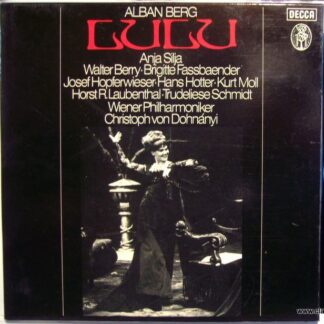 ALBAN BERG
LULU
DECCA
Anja Silja
Walter Berry·Brigitte Fassbaender
Josef Hopferwieser·Hans Hotter·Kurt Moll
Horst R. Laubenthal·Trudeliese Schmidt
Wiener Philharmoniker
Christoph von Dohnányi